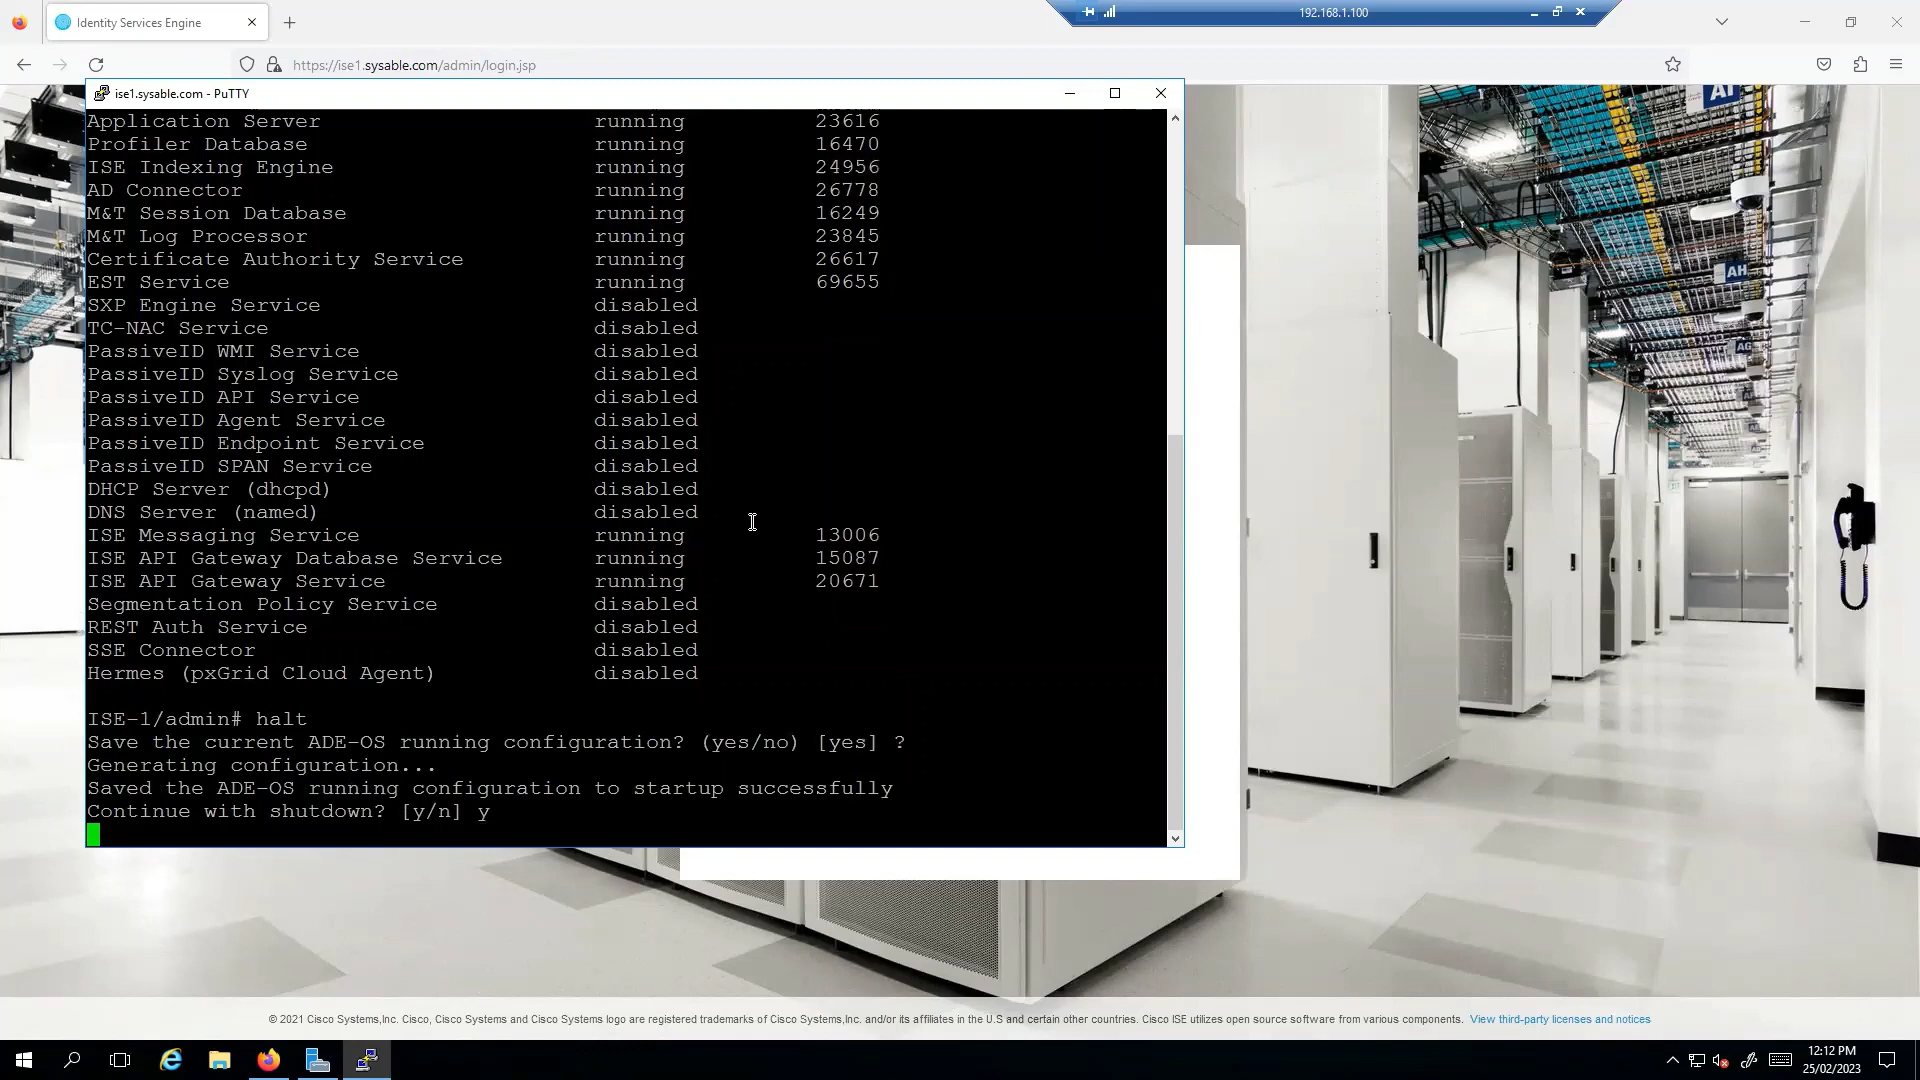 Identity Services Engine
192.168.1.100
https://ise1.sysable.com/admin/login.jsp
ise1.sysable.com - PuTTY
Application Server running 23616
Profiler Database running 16470
ISE Indexing Engine running 24956
AD Connector running 26778
M&T Session Database running 16249
M&T Log Processor running 23845
Certificate Authority Service running 26617
EST Service running 69655
SXP Engine Service disabled
TC-NAC Service disabled
PassiveID WMI Service disabled
PassiveID Syslog Service disabled
PassiveID API Service disabled
PassiveID Agent Service disabled
PassiveID Endpoint Service disabled
PassiveID SPAN Service disabled
DHCP Server (dhcpd) disabled
DNS Server (named) disabled
ISE Messaging Service running 13006
ISE API Gateway Database Service running 15087
ISE API Gateway Service running 20671
Segmentation Policy Service disabled
REST Auth Service disabled
SSE Connector disabled
Hermes (pxGrid Cloud Agent) disabled
ISE-1/admin# halt
Save the current ADE-OS running configuration? (yes/no) [yes] ?
Generating configuration...
Saved the ADE-OS running configuration to startup successfully
Continue with shutdown? [y/n] y
AI
AH
AG
© 2021 Cisco Systems,Inc. Cisco, Cisco Systems and Cisco Systems logo are registered trademarks of Cisco Systems,Inc. and/or its affiliates in the U.S and certain other countries. Cisco ISE utilizes open source software from various components. View third-party licenses and notices
12:12 PM
25/02/2023